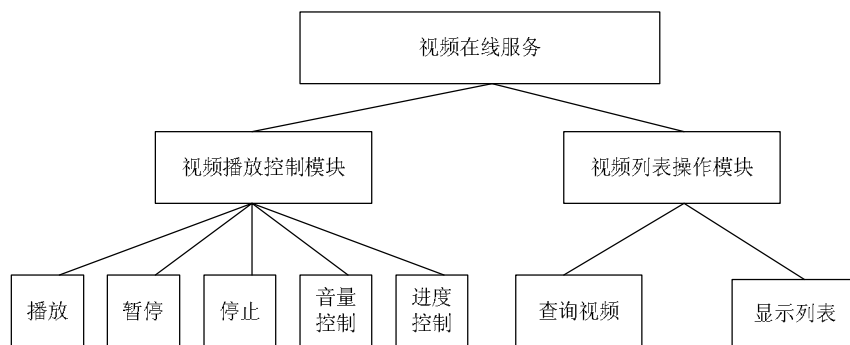 视频在线服务
视频播放控制模块
视频列表操作模块
播放
暂停
停止
音量
控制
进度
控制
查询视频
显示列表